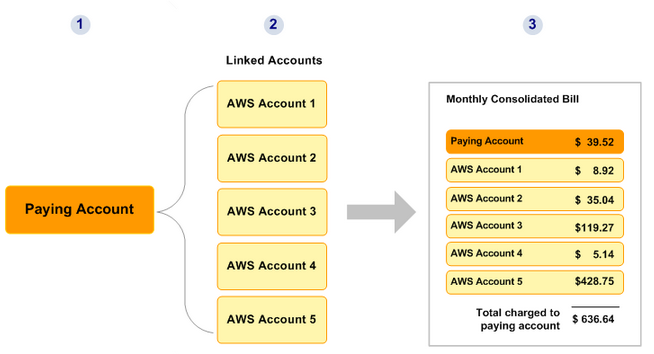 1
2
3
Linked Accounts
Paying Account
AWS Account 1
AWS Account 2
AWS Account 3
AWS Account 4
AWS Account 5
Monthly Consolidated Bill
Paying Account $ 39.52
AWS Account 1 $ 8.92
AWS Account 2 $ 35.04
AWS Account 3 $119.27
AWS Account 4 $ 5.14
AWS Account 5 $428.75
Total charged to
paying account $ 636.64